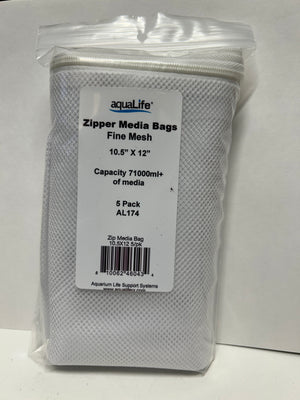 aquaLife®
Zipper Media Bags
Fine Mesh
10.5" X 12"
Capacity 71000ml+
of media
5 Pack
AL174
Zip Media Bag
10.5X12 5/pk
Aquarium Life Support Systems